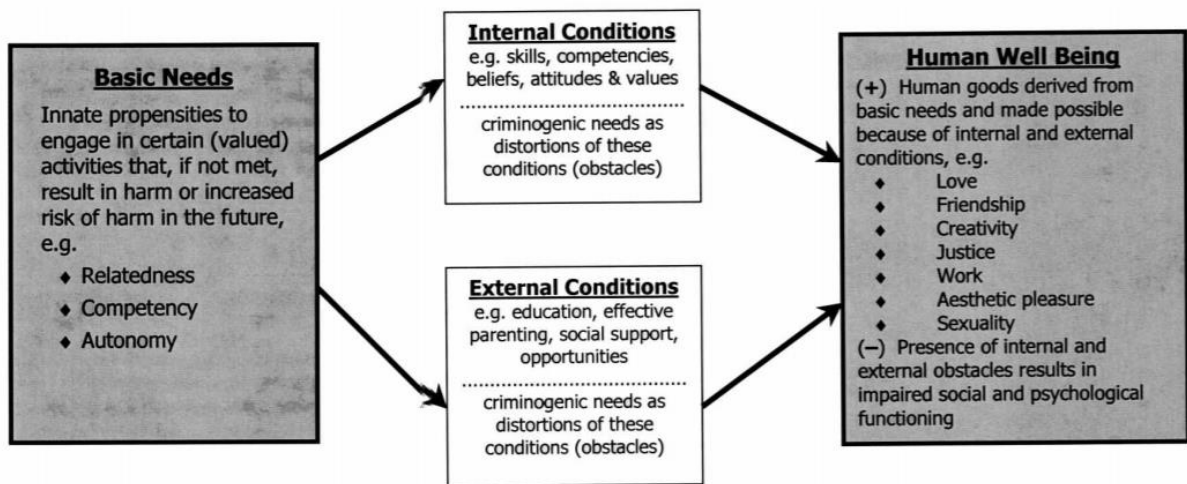 Basic Needs
Innate propensities to
engage in certain (valued)
activities that, if not met,
result in harm or increased
risk of harm in the future,
e.g.
♦ Relatedness
♦ Competency
♦ Autonomy
Internal Conditions
e.g. skills, competencies,
beliefs, attitudes & values
criminogenic needs as
distortions of these
conditions (obstacles)
External Conditions
e.g. education, effective
parenting, social support,
opportunities
criminogenic needs as
distortions of these
conditions (obstacles)
Human Well Being
(+) Human goods derived from
basic needs and made possible
because of internal and external
conditions, e.g.
♦ Love
♦ Friendship
♦ Creativity
♦ Justice
♦ Work
♦ Aesthetic pleasure
♦ Sexuality
(−) Presence of internal and
external obstacles results in
impaired social and psychological
functioning